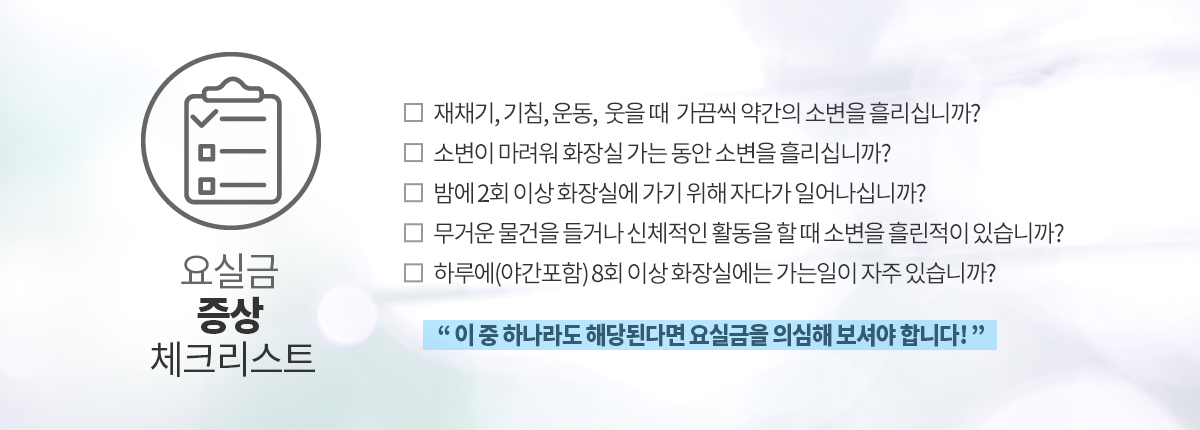 요실금
증상
체크리스트
재채기, 기침, 운동, 웃을 때 가끔씩 약간의 소변을 흘리십니까?
소변이 마려워 화장실 가는 동안 소변을 흘리십니까?
밤에 2회 이상 화장실에 가기 위해 자다가 일어나십니까?
무거운 물건을 들거나 신체적인 활동을 할 때 소변을 흘린적이 있습니까?
하루에(야간포함) 8회 이상 화장실에는 가는일이 자주 있습니까?
“ 이 중 하나라도 해당된다면 요실금을 의심해 보셔야 합니다! ”